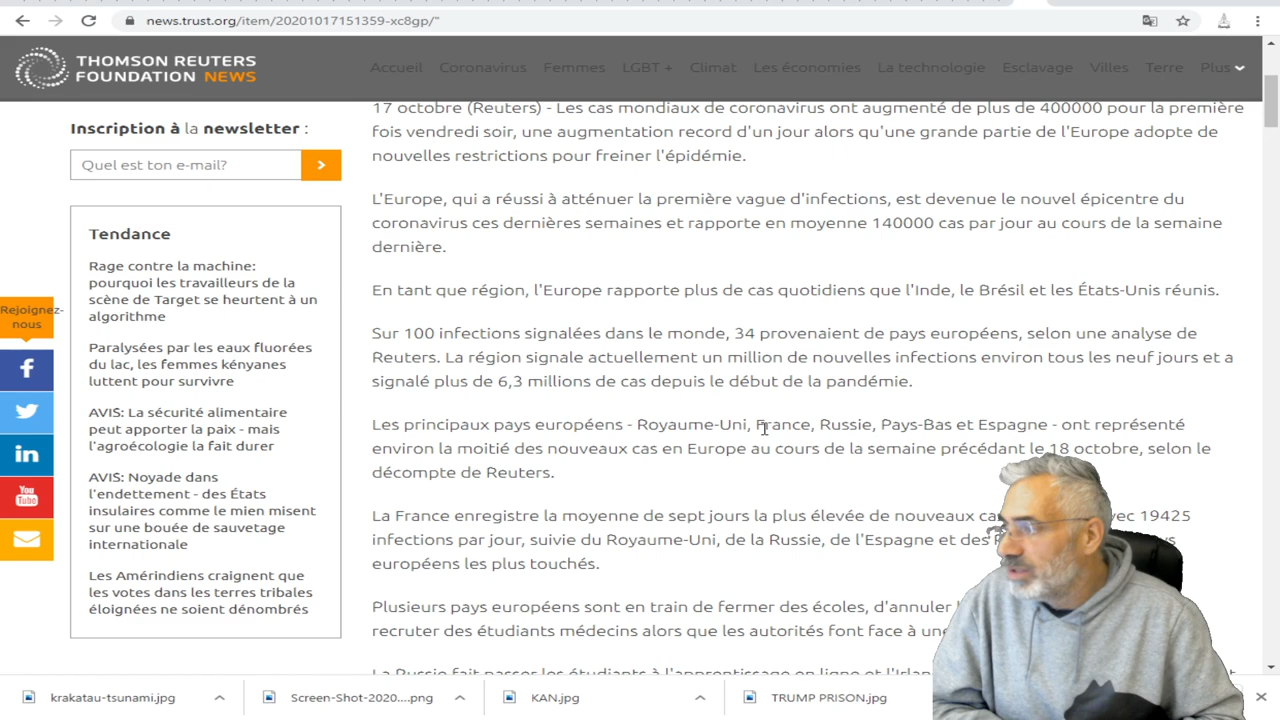 news.trust.org/item/20201017151359-xc8gp/"
THOMSON REUTERS
FOUNDATION NEWS
Accueil Coronavirus Femmes LGBT + Climat Les économies La technologie Esclavage Villes Terre Plus
Inscription à la newsletter :
Quel est ton e-mail?
Tendance
Rage contre la machine:
pourquoi les travailleurs de la
scène de Target se heurtent à un
algorithme
Paralysées par les eaux fluorées
du lac, les femmes kényanes
luttent pour survivre
AVIS: La sécurité alimentaire
peut apporter la paix - mais
l'agroécologie la fait durer
AVIS: Noyade dans
l'endettement - des États
insulaires comme le mien misent
sur une bouée de sauvetage
internationale
Les Amérindiens craignent que
les votes dans les terres tribales
éloignées ne soient dénombrés
Rejoignez-
nous
You
Tube
17 octobre (Reuters) - Les cas mondiaux de coronavirus ont augmenté de plus de 400000 pour la première
fois vendredi soir, une augmentation record d'un jour alors qu'une grande partie de l'Europe adopte de
nouvelles restrictions pour freiner l'épidémie.
L'Europe, qui a réussi à atténuer la première vague d'infections, est devenue le nouvel épicentre du
coronavirus ces dernières semaines et rapporte en moyenne 140000 cas par jour au cours de la semaine
dernière.
En tant que région, l'Europe rapporte plus de cas quotidiens que l'Inde, le Brésil et les États-Unis réunis.
Sur 100 infections signalées dans le monde, 34 provenaient de pays européens, selon une analyse de
Reuters. La région signale actuellement un million de nouvelles infections environ tous les neuf jours et a
signalé plus de 6,3 millions de cas depuis le début de la pandémie.
Les principaux pays européens - Royaume-Uni, France, Russie, Pays-Bas et Espagne - ont représenté
environ la moitié des nouveaux cas en Europe au cours de la semaine précédant le 18 octobre, selon le
décompte de Reuters.
La France enregistre la moyenne de sept jours la plus élevée de nouveaux avec 19425
infections par jour, suivie du Royaume-Uni, de la Russie, de l'Espagne et des
européens les plus touchés.
Plusieurs pays européens sont en train de fermer des écoles, d'annuler
recruter des étudiants médecins alors que les autorités font face à
La Russie fait passer les étudiants à l'apprentissage en ligne et
krakatau-tsunami.jpg
Screen-Shot-2020....png
KAN.jpg
TRUMP PRISON.jpg